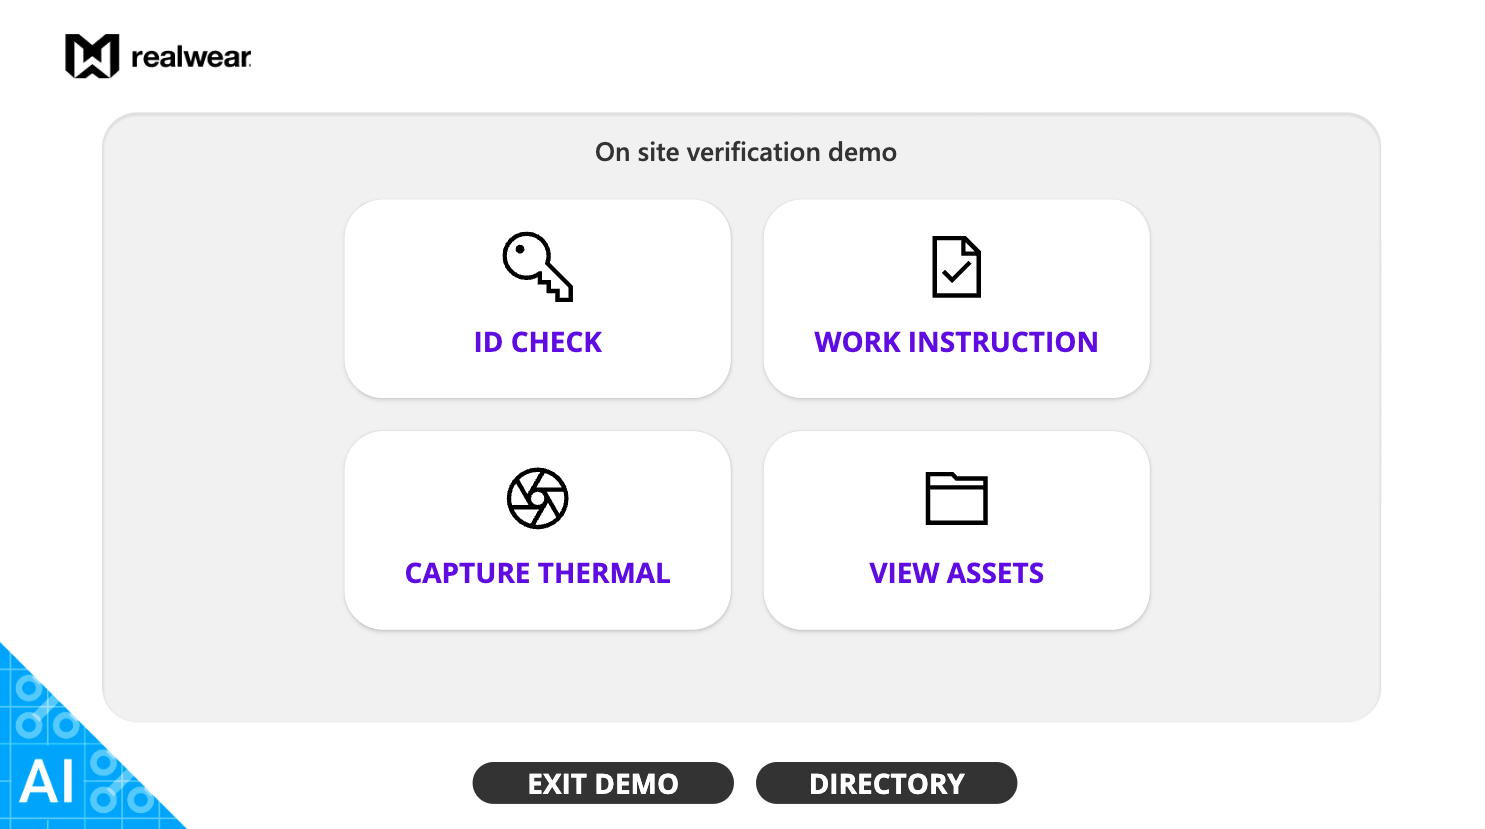 realwear
On site verification demo
ID CHECK
WORK INSTRUCTION
CAPTURE THERMAL
VIEW ASSETS
AI
EXIT DEMO
DIRECTORY